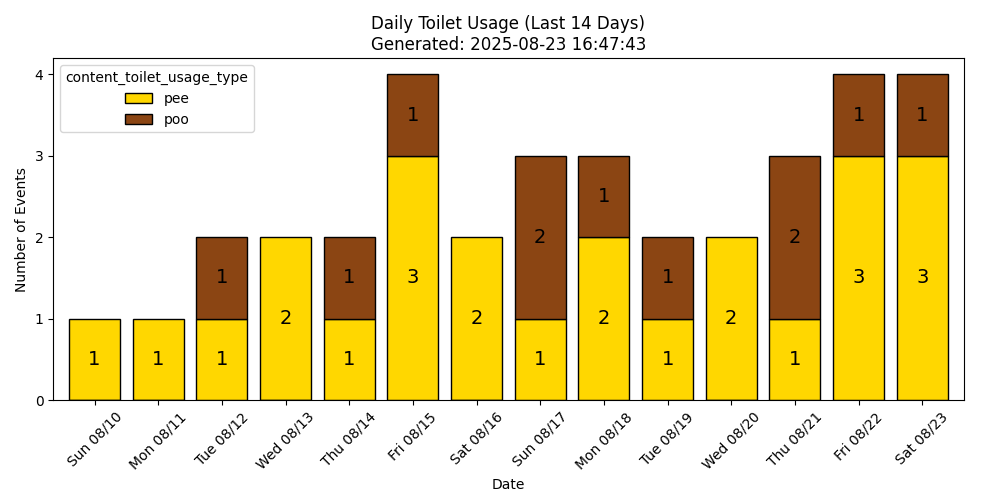 Daily Toilet Usage (Last 14 Days)
Generated: 2025-08-23 16:47:43
content_toilet_usage_type
pee
poo
Number of Events
4
3
2
1
0
1
1
1
1
2
1
1
3
1
2
1
2
2
1
1
1
2
1
2
3
1
3
1
Sun 08/10
Mon 08/11
Tue 08/12
Wed 08/13
Thu 08/14
Fri 08/15
Sat 08/16
Sun 08/17
Mon 08/18
Tue 08/19
Wed 08/20
Thu 08/21
Fri 08/22
Sat 08/23
Date